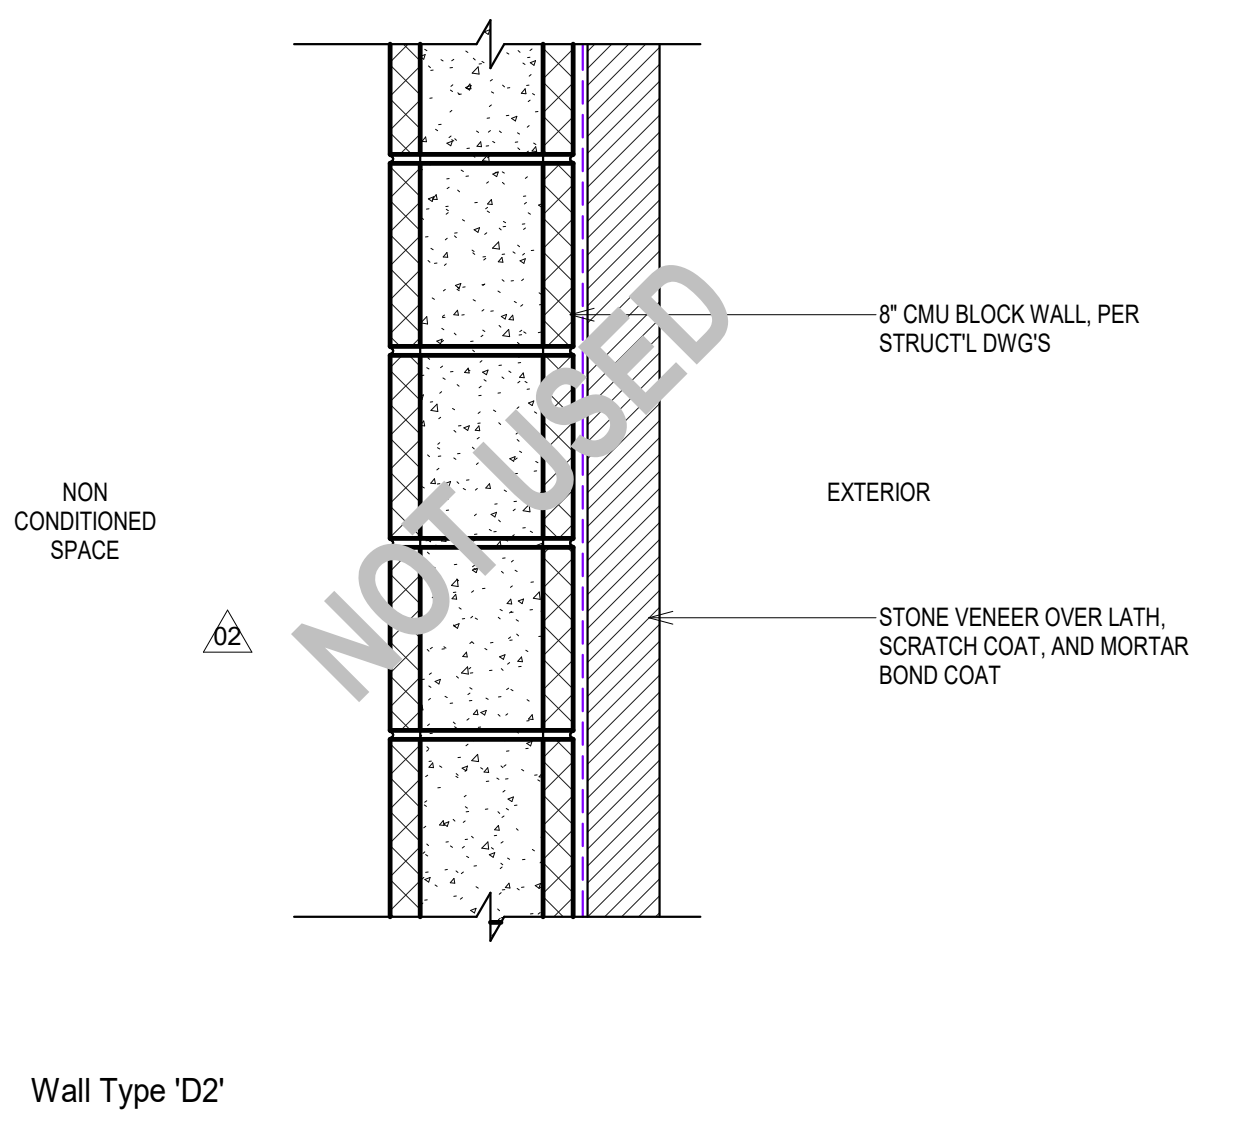 8" CMU BLOCK WALL, PER
STRUCT'L DWG'S
NOT USED
NON
CONDITIONED
SPACE
EXTERIOR
02
STONE VENEER OVER LATH,
SCRATCH COAT, AND MORTAR
BOND COAT
Wall Type 'D2'